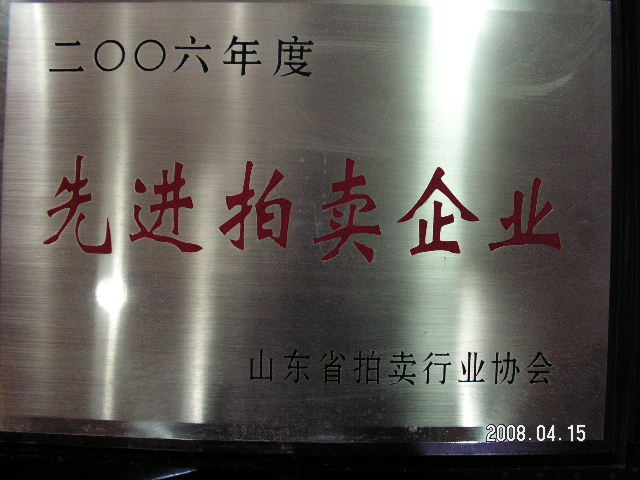 二〇〇六年度
先进拍卖企业
山东省拍卖行业协会
2008.04.15